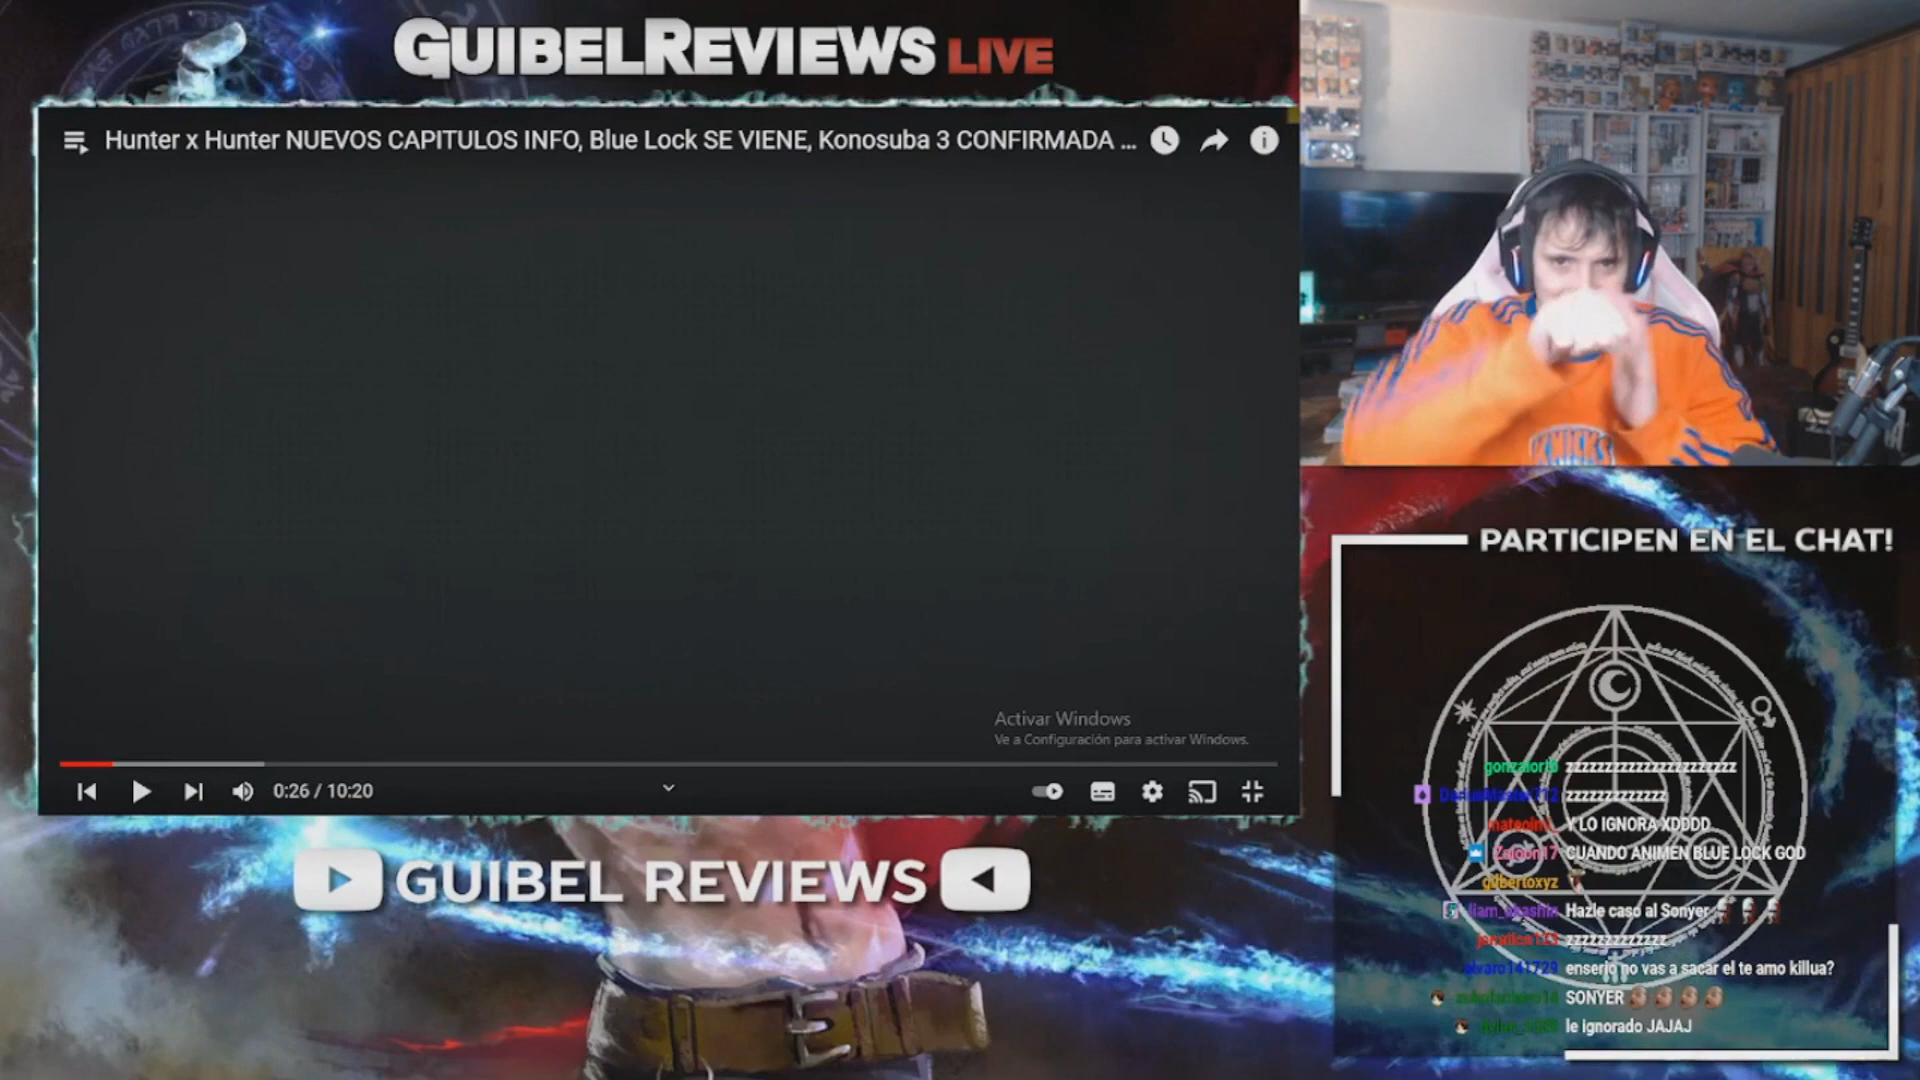 GUIBELREVIEWS LIVE
Hunter x Hunter NUEVOS CAPITULOS INFO, Blue Lock SE VIENE, Konosuba 3 CONFIRMADA ...
KNICKS
Activar Windows
Ve a Configuración para activar Windows.
0:26 / 10:20
GUIBEL REVIEWS
PARTICIPEN EN EL CHAT!
zzzzzzzzzzzzzzzzzzzzzz
zzzzzzzzzzzzz
Y LO IGNORA XDDDD
CUANDO ANIMEN BLUE LOCK GOD
gilbertoxyz
Hazle caso al Sonyer
zzzzzzzzzzzzz
alvaro141729 enserio no vas a sacar el te amo killua?
SONYER
le ignorado JAJAJ